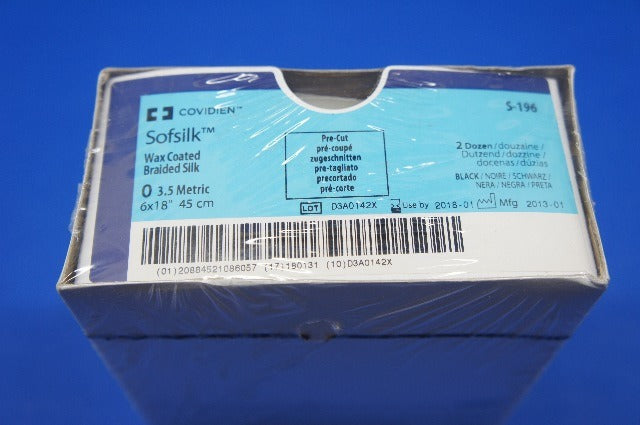 COVIDIEN™
S-196
Sofsilk™
Wax Coated
Braided Silk
0 3.5 Metric
6x18" 45 cm
Pre-Cut
pré-coupé
zugeschnitten
pre-tagliato
precortado
pré-corte
2 Dozen/douzaine/
Dutzend/dozzine/
docenas/dúzias
BLACK/NOIRE/SCHWARZ/
NERA/NEGRA/PRETA
LOT D3A0142X Use by 2018-01 Mfg 2013-01
(01)20884521086057 (17)180131 (10)D3A0142X